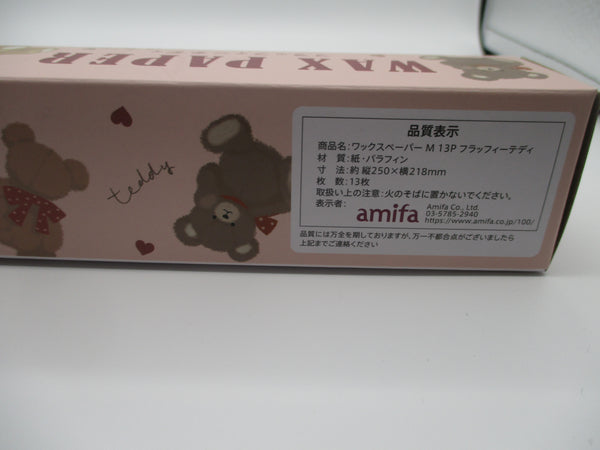 WAX PAPER
teddy
品質表示
商品名:ワックスペーパー M 13P フラッフィーテディ
材 質:紙・パラフィン
寸 法:約 縦250×横218mm
枚 数:13枚
取扱い上の注意:火のそばに置かないでください。
表示者:
amifa
Amifa Co., Ltd.
03-5785-2940
https://www.amifa.co.jp/100/
品質には万全を期しておりますが、万一不都合点がございましたら
上記までご連絡ください